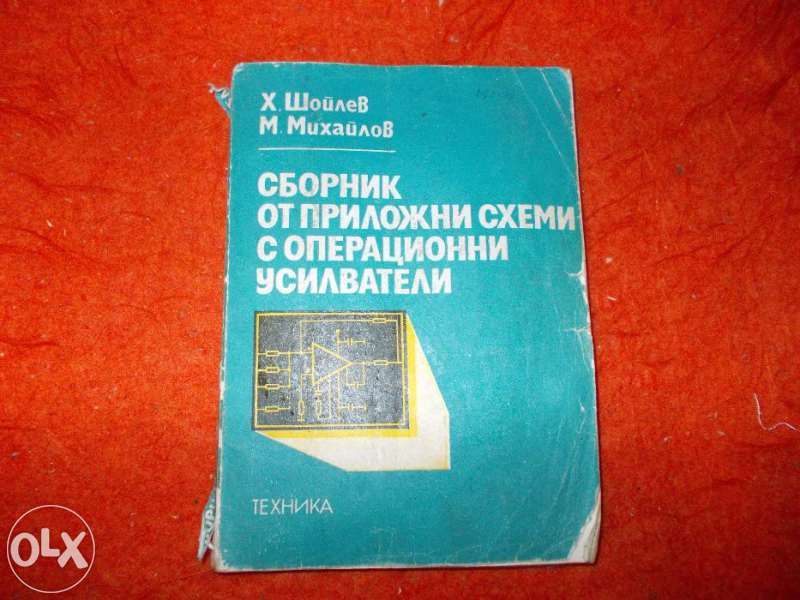 Х. Шойлев
М. Михайлов
СБОРНИК
ОТ ПРИЛОЖНИ СХЕМИ
С ОПЕРАЦИОННИ
УСИЛВАТЕЛИ
ТЕХНИКА
OLX